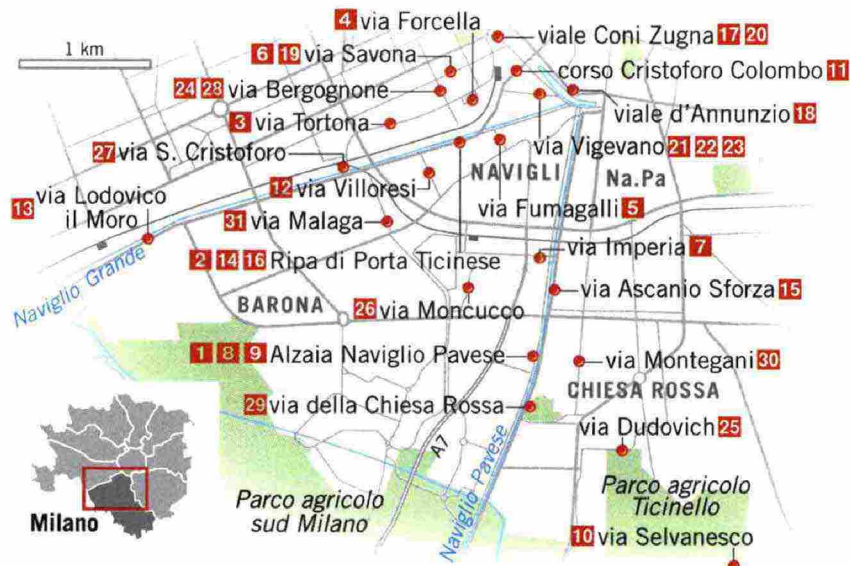 4 via Forcella
viale Coni Zugna 17 20
1 km
6 19 via Savona
corso Cristoforo Colombo 11
24 28 via Bergognone
viale d'Annunzio 18
3 via Tortona
via Vigevano 21 22 23
27 via S. Cristoforo
NAVIGLI
Na.Pa
12 via Villoresi
13 via Lodovico
il Moro
via Fumagalli 5
31 via Malaga
via Imperia 7
2 14 16 Ripa di Porta Ticinese
Naviglio Grande
via Ascanio Sforza 15
BARONA
26 via Moncucco
1 8 9 Alzaia Naviglio Pavese
via Montegani 30
CHIESA ROSSA
29 via della Chiesa Rossa
via Dudovich 25
A7
Naviglio Pavese
Parco agricolo
sud Milano
Parco agricolo
Ticinello
Milano
10 via Selvanesco